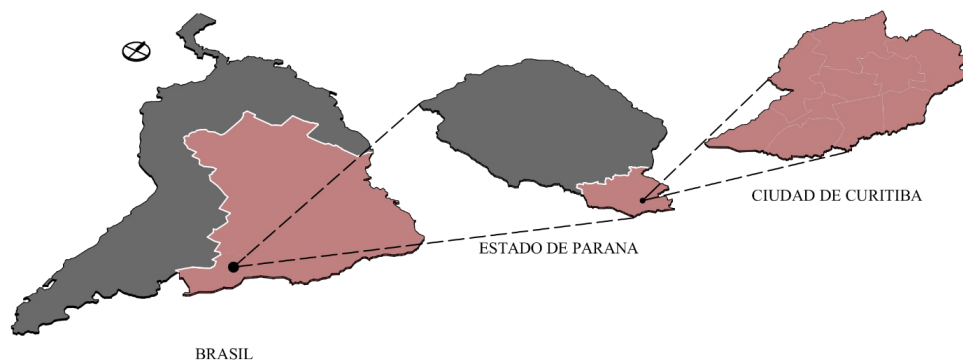 CIUDAD DE CURITIBA
ESTADO DE PARANA
BRASIL